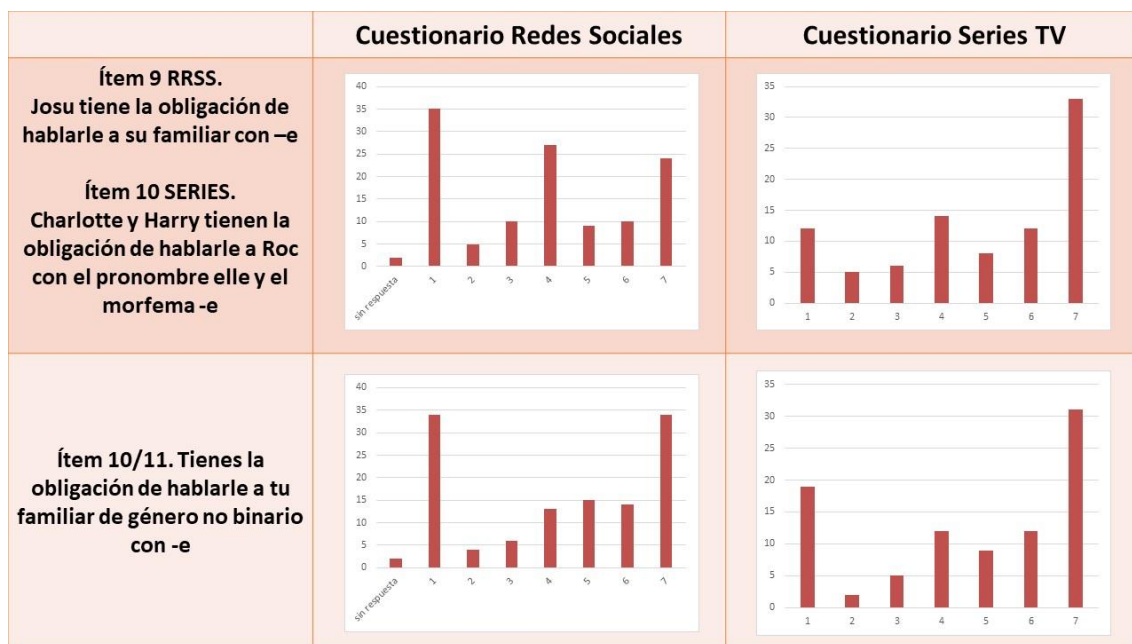 Cuestionario Redes Sociales
Cuestionario Series TV
Ítem 9 RRSS.
Josu tiene la obligación de
hablarle a su familiar con –e
Ítem 10 SERIES.
Charlotte y Harry tienen la
obligación de hablarle a Roc
con el pronombre elle y el
morfema -e
40
35
30
25
20
15
10
5
0
sin respuesta 1 2 3 4 5 6 7
35
30
25
20
15
10
5
0
1 2 3 4 5 6 7
Ítem 10/11. Tienes la
obligación de hablarle a tu
familiar de género no binario
con -e
40
35
30
25
20
15
10
5
0
sin respuesta 1 2 3 4 5 6 7
35
30
25
20
15
10
5
0
1 2 3 4 5 6 7